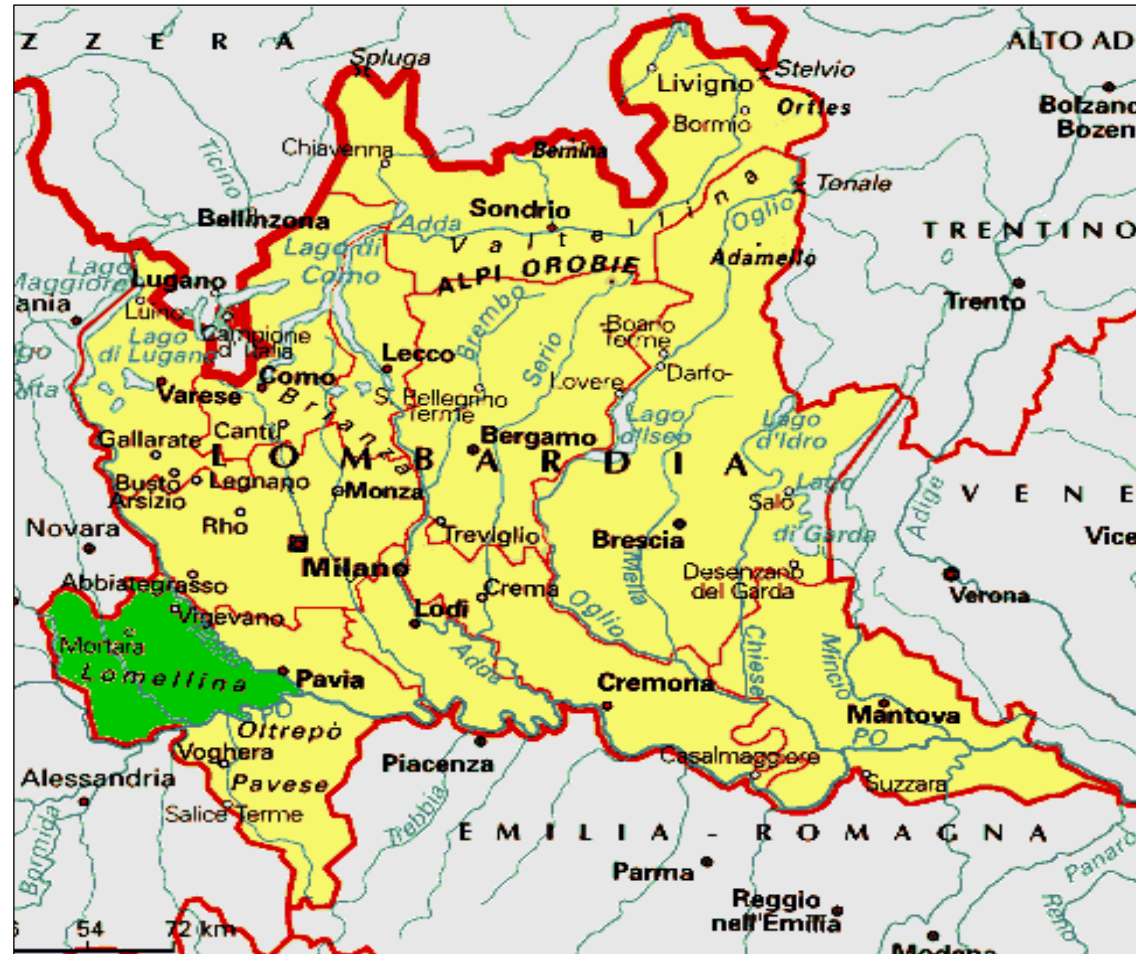 Z Z E R A
ALTO AD
Spluga
Livigno
Stelvio
Ortles
Bolzano
Bozen
Bormio
Chiavenna
Bernina
Ticino
Tonale
Bellinzona
Sondrio
Adda
Oglio
Valtellina
TRENTINO
Lago di
Como
ALPI OROBIE
Adamello
Lago
Maggiore
Lugano
ania
Luino
Trento
Lago
di Lugano
Campione
d'Italia
Brembo
Serio
Boario
Terme
Lecco
Darfo-
Varese
Como
Brianza
S. Pellegrino
Terme
Lovere
Lago
d'Iseo
Lago
d'Idro
Cantù
Gallarate
Bergamo
LOMBARDIA
Busto
Arsizio
Legnano
Monza
Salò
Lago
di Garda
Adige
VENE
Vice
Novara
Rho
Treviglio
Brescia
Milano
Mella
Desenzano
del Garda
Verona
Abbiategrasso
Vigevano
Crema
Lodi
Oglio
Mortara
Lomellina
Pavia
Adda
Chiese
Mincio
Cremona
Mantova
PO
PO
Oltrepò
Pavese
Voghera
Piacenza
Casalmaggiore
Suzzara
Alessandria
Salice Terme
Trebbia
EMILIA - ROMAGNA
Bormida
Parma
Panaro
Reggio
nell'Emilia
Reno
54
72 km
Modena